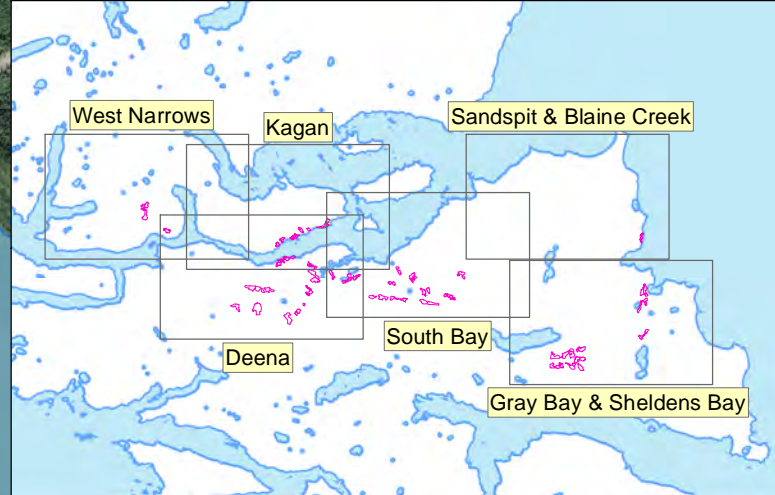 West Narrows
Kagan
Sandspit & Blaine Creek
South Bay
Deena
Gray Bay & Sheldens Bay